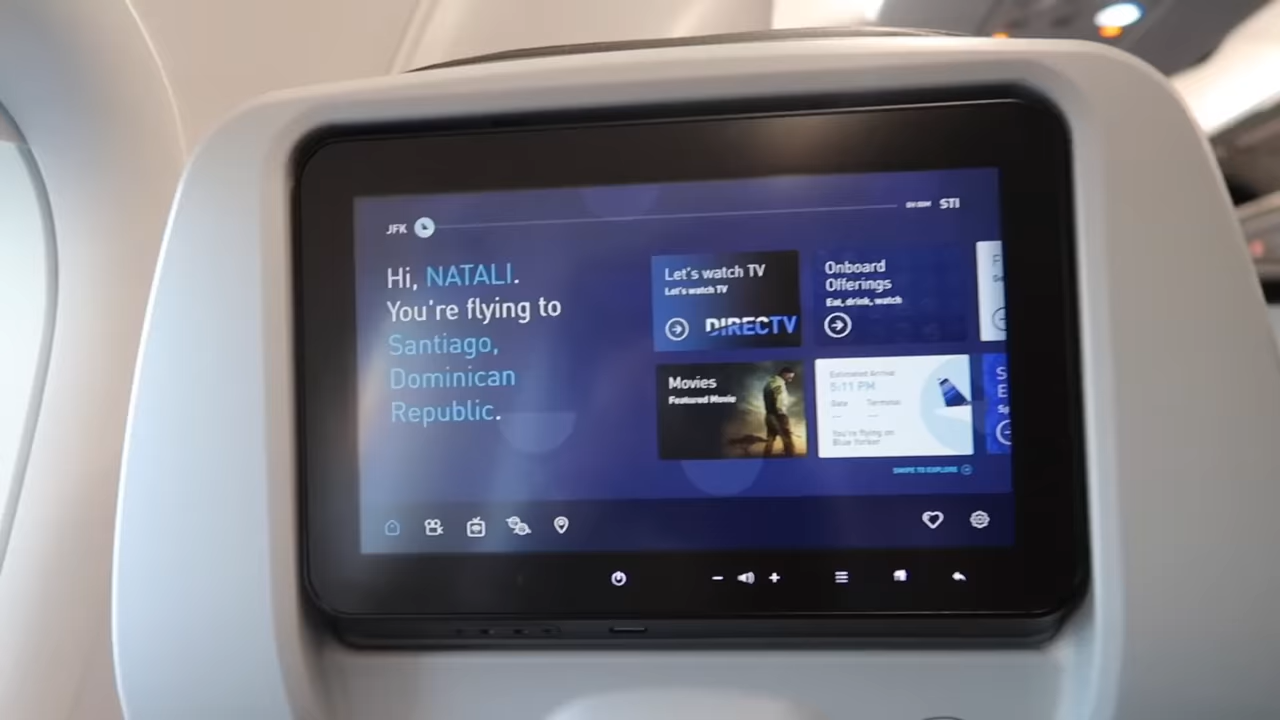 JFK
STI
Hi, NATALI.
You're flying to
Santiago,
Dominican
Republic.
Let's watch TV
Let's watch TV
DIRECTV
Onboard
Offerings
Eat, drink, watch
Movies
Featured Movie
Estimated Arrival
5:11 PM
Gate Terminal
-- --
You're flying on
SWIPE TO EXPLORE